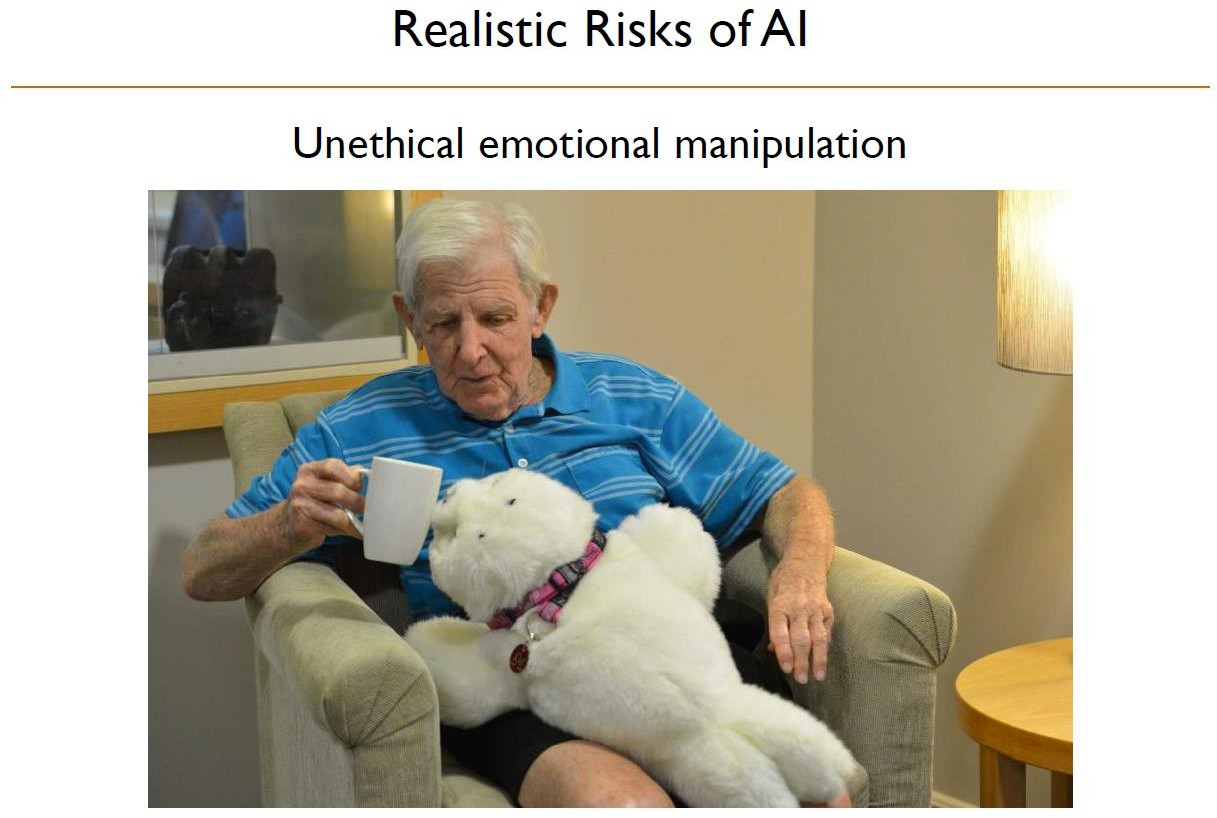 Realistic Risks of AI
Unethical emotional manipulation